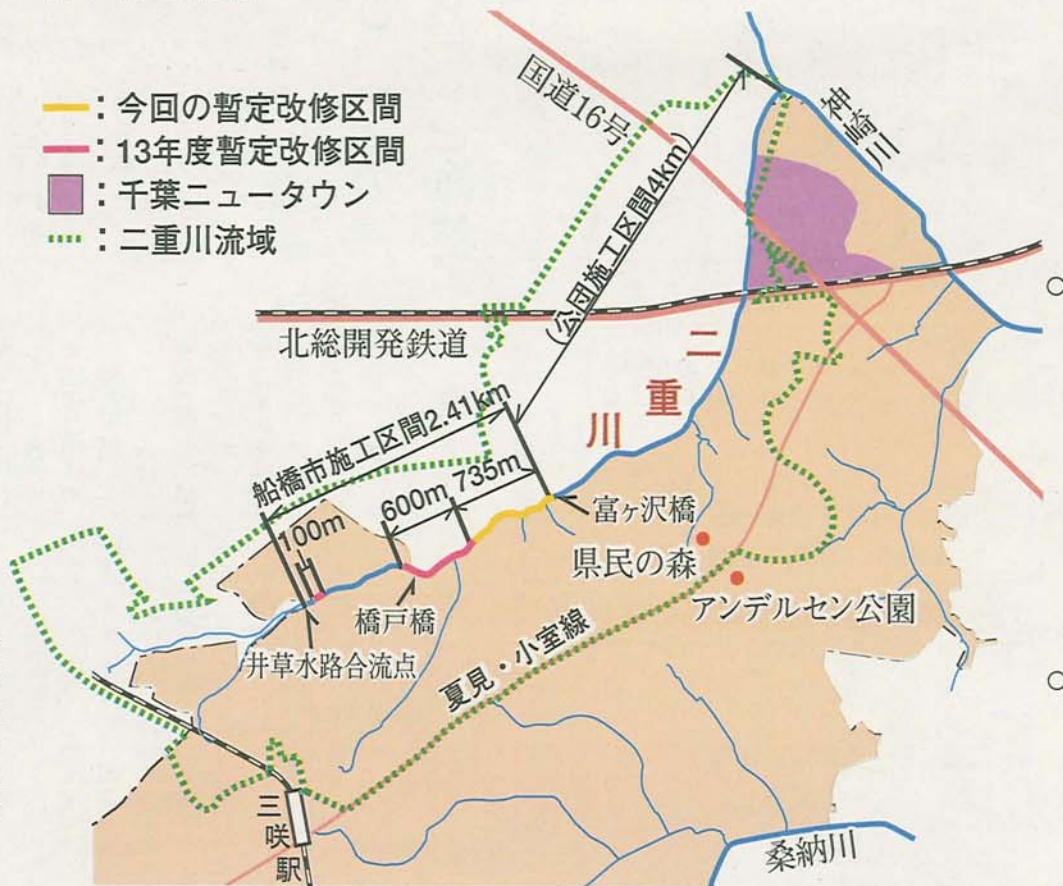 ：今回の暫定改修区間
：13年度暫定改修区間
：千葉ニュータウン
：二重川流域
国道16号
神崎川
(公団施工区間4km)
北総開発鉄道
二重川
船橋市施工区間2.41km
735m
600m
100m
富ヶ沢橋
県民の森
アンデルセン公園
橋戸橋
井草水路合流点
夏見・小室線
三咲駅
桑納川